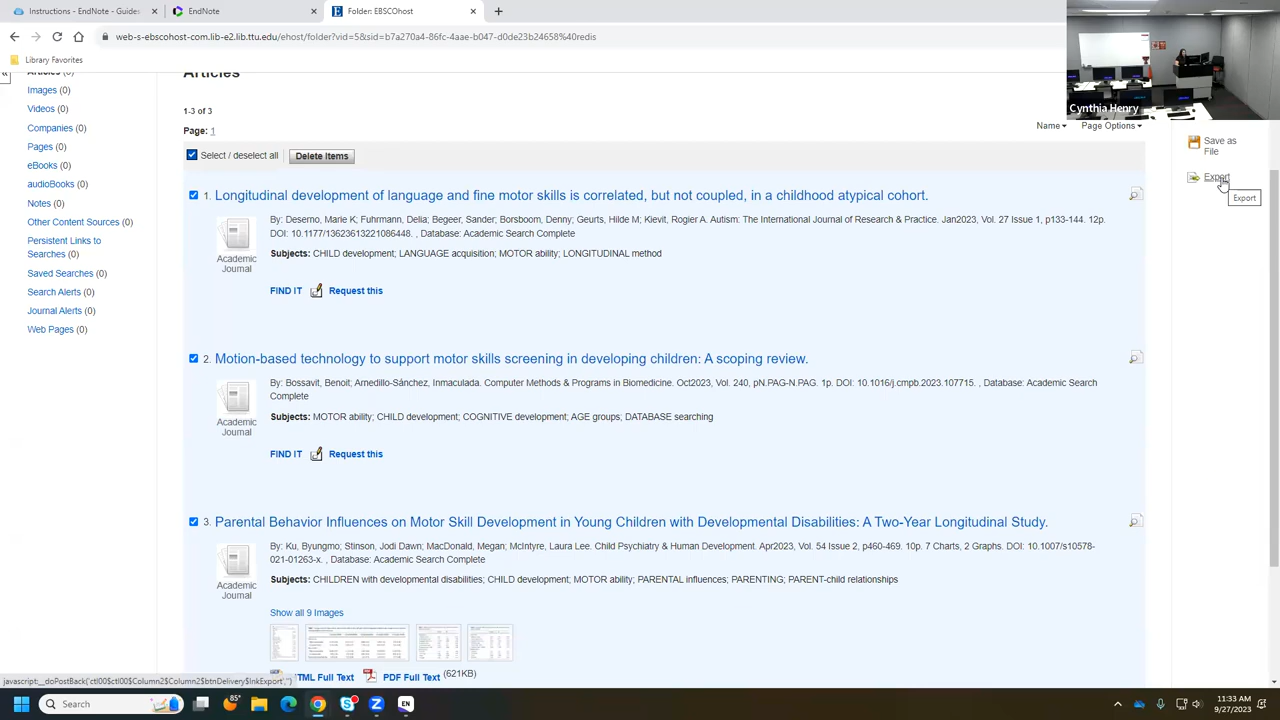 Instructions - EndNote - Guides
EndNote
Folder: EBSCOhost
web-s-ebscohost-com.lib-e2.lib.ttu.edu/ehost/folder?vid=5&sid=b7a270a4-86fc-4aae-b047-d0de23b24658%40redis
Library Favorites
Cynthia Henry
Articles (0)
Images (0)
Videos (0)
Companies (0)
Pages (0)
eBooks (0)
audioBooks (0)
Notes (0)
Other Content Sources (0)
Persistent Links to
Searches (0)
Saved Searches (0)
Search Alerts (0)
Journal Alerts (0)
Web Pages (0)
Articles
1-3 of 3
Page: 1
Name
Page Options
Select / deselect all
Delete Items
1. Longitudinal development of language and fine motor skills is correlated, but not coupled, in a childhood atypical cohort.
By: Deserno, Marie K; Fuhrmann, Delia; Begeer, Sander; Borsboom, Denny; Geurts, Hilde M; Kievit, Rogier A. Autism: The International Journal of Research & Practice. Jan2023, Vol. 27 Issue 1, p133-144. 12p.
DOI: 10.1177/13623613221086448. , Database: Academic Search Complete
Academic
Journal
Subjects: CHILD development; LANGUAGE acquisition; MOTOR ability; LONGITUDINAL method
FIND IT
Request this
2. Motion-based technology to support motor skills screening in developing children: A scoping review.
By: Bossavit, Benoit; Arnedillo-Sánchez, Inmaculada. Computer Methods & Programs in Biomedicine. Oct2023, Vol. 240, pN.PAG-N.PAG. 1p. DOI: 10.1016/j.cmpb.2023.107715. , Database: Academic Search
Complete
Academic
Journal
Subjects: MOTOR ability; CHILD development; COGNITIVE development; AGE groups; DATABASE searching
FIND IT
Request this
3. Parental Behavior Influences on Motor Skill Development in Young Children with Developmental Disabilities: A Two-Year Longitudinal Study.
By: Ku, Byungmo; Stinson, Jodi Dawn; MacDonald, Megan; McIntyre, Laura Lee. Child Psychiatry & Human Development. Apr2023, Vol. 54 Issue 2, p460-469. 10p. 7 Charts, 2 Graphs. DOI: 10.1007/s10578-
021-01263-x. , Database: Academic Search Complete
Academic
Journal
Subjects: CHILDREN with developmental disabilities; CHILD development; MOTOR ability; PARENTAL influences; PARENTING; PARENT-child relationships
Show all 9 Images
TML Full Text
PDF Full Text
(621KB)
Save as
File
Export
Export
javascript:__doPostBack('ctl00$ctl00$Column2$Column2$btnDelivery$lnkExport','')
Search
85°
EN
11:33 AM
9/27/2023